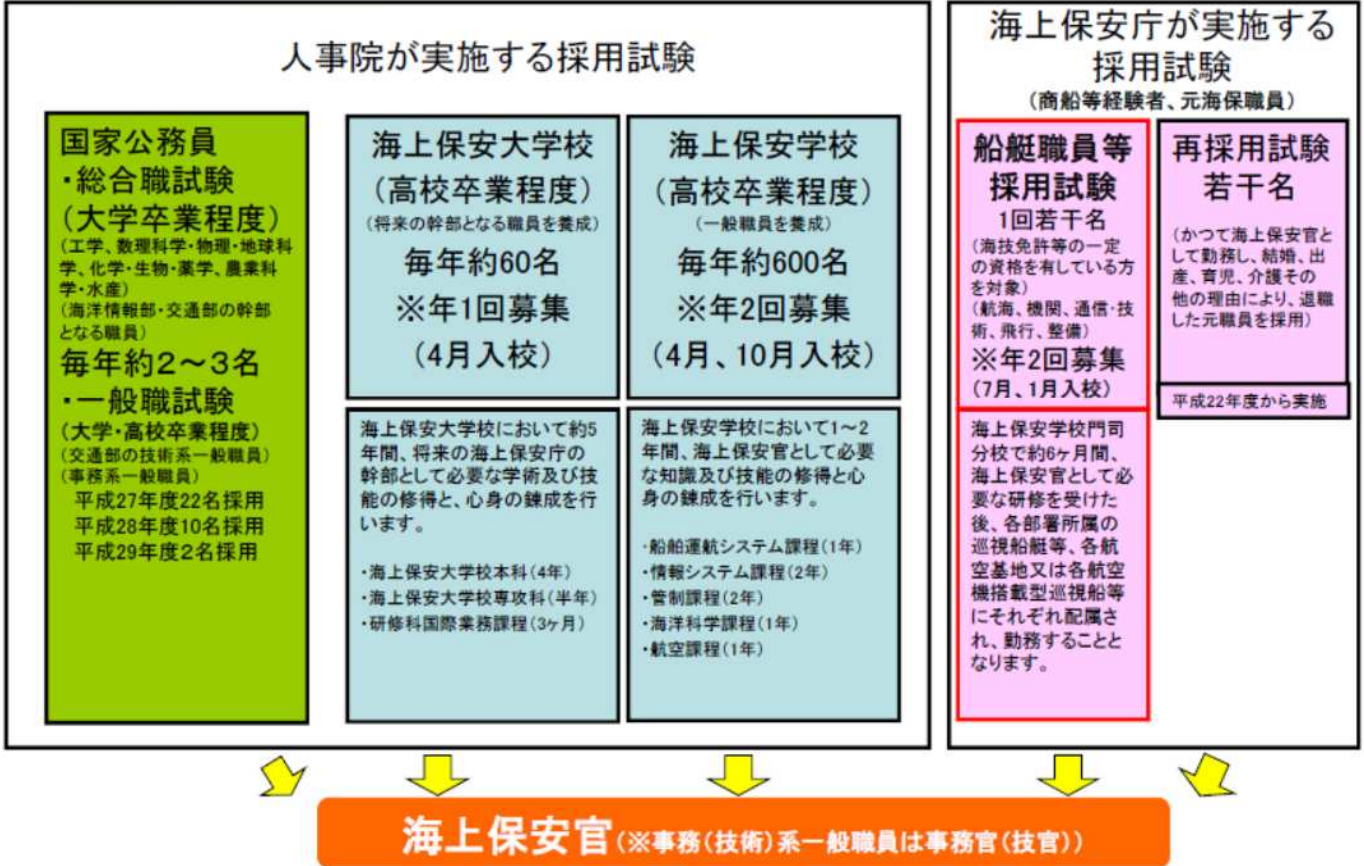 人事院が実施する採用試験
国家公務員
・総合職試験
(大学卒業程度)
(工学、数理科学・物理・地球科
学、化学・生物・薬学、農業科
学・水産)
(海洋情報部・交通部の幹部
となる職員)
毎年約2～3名
・一般職試験
(大学・高校卒業程度)
(交通部の技術系一般職員)
(事務系一般職員)
平成27年度22名採用
平成28年度10名採用
平成29年度2名採用
海上保安大学校
(高校卒業程度)
(将来の幹部となる職員を養成)
毎年約60名
※年1回募集
(4月入校)
海上保安大学校において約5
年間、将来の海上保安庁の
幹部として必要な学術及び技
能の修得と、心身の錬成を行
います。
・海上保安大学校本科(4年)
・海上保安大学校専攻科(半年)
・研修科国際業務課程(3ヶ月)
海上保安学校
(高校卒業程度)
(一般職員を養成)
毎年約600名
※年2回募集
(4月、10月入校)
海上保安学校において1～2
年間、海上保安官として必要
な知識及び技能の修得と心
身の錬成を行います。
・船舶運航システム課程(1年)
・情報システム課程(2年)
・管制課程(2年)
・海洋科学課程(1年)
・航空課程(1年)
海上保安庁が実施する
採用試験
(商船等経験者、元海保職員)
船艇職員等
採用試験
1回若干名
(海技免許等の一定
の資格を有している方
を対象)
(航海、機関、通信・技
術、飛行、整備)
※年2回募集
(7月、1月入校)
海上保安学校門司
分校で約6ヶ月間、
海上保安官として必
要な研修を受けた
後、各部署所属の
巡視船艇等、各航
空基地又は各航空
機搭載型巡視船等
にそれぞれ配属さ
れ、勤務することと
なります。
再採用試験
若干名
(かつて海上保安官と
して勤務し、結婚、出
産、育児、介護その
他の理由により、退職
した元職員を採用)
平成22年度から実施
海上保安官(※事務(技術)系一般職員は事務官(技官))